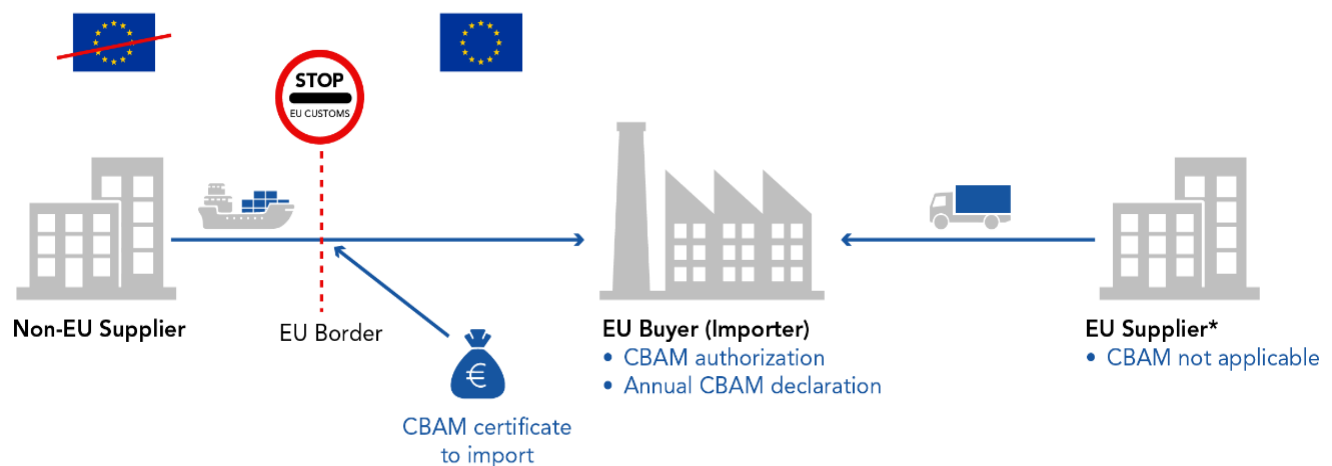 STOP
EU CUSTOMS
Non-EU Supplier
EU Border
€
CBAM certificate
to import
EU Buyer (Importer)
• CBAM authorization
• Annual CBAM declaration
EU Supplier*
• CBAM not applicable